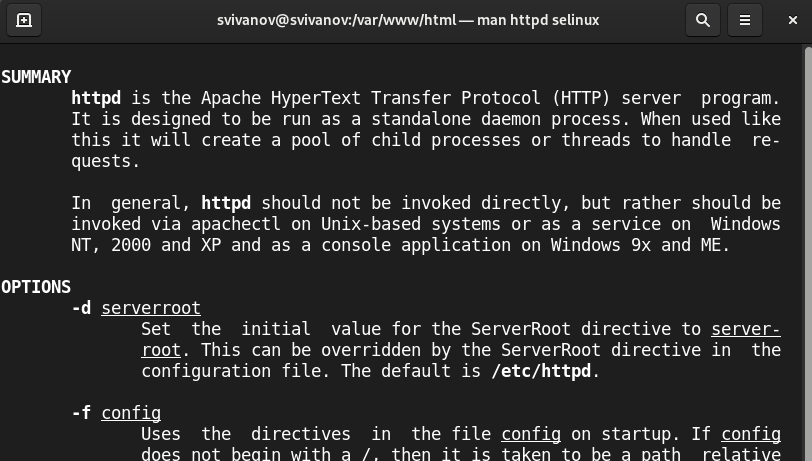 svivanov@svivanov:/var/www/html — man httpd selinux
SUMMARY
httpd is the Apache HyperText Transfer Protocol (HTTP) server program.
It is designed to be run as a standalone daemon process. When used like
this it will create a pool of child processes or threads to handle re-
quests.
In general, httpd should not be invoked directly, but rather should be
invoked via apachectl on Unix-based systems or as a service on Windows
NT, 2000 and XP and as a console application on Windows 9x and ME.
OPTIONS
-d serverroot
Set the initial value for the ServerRoot directive to server-
root. This can be overridden by the ServerRoot directive in the
configuration file. The default is /etc/httpd.
-f config
Uses the directives in the file config on startup. If config
does not begin with a /, then it is taken to be a path relative